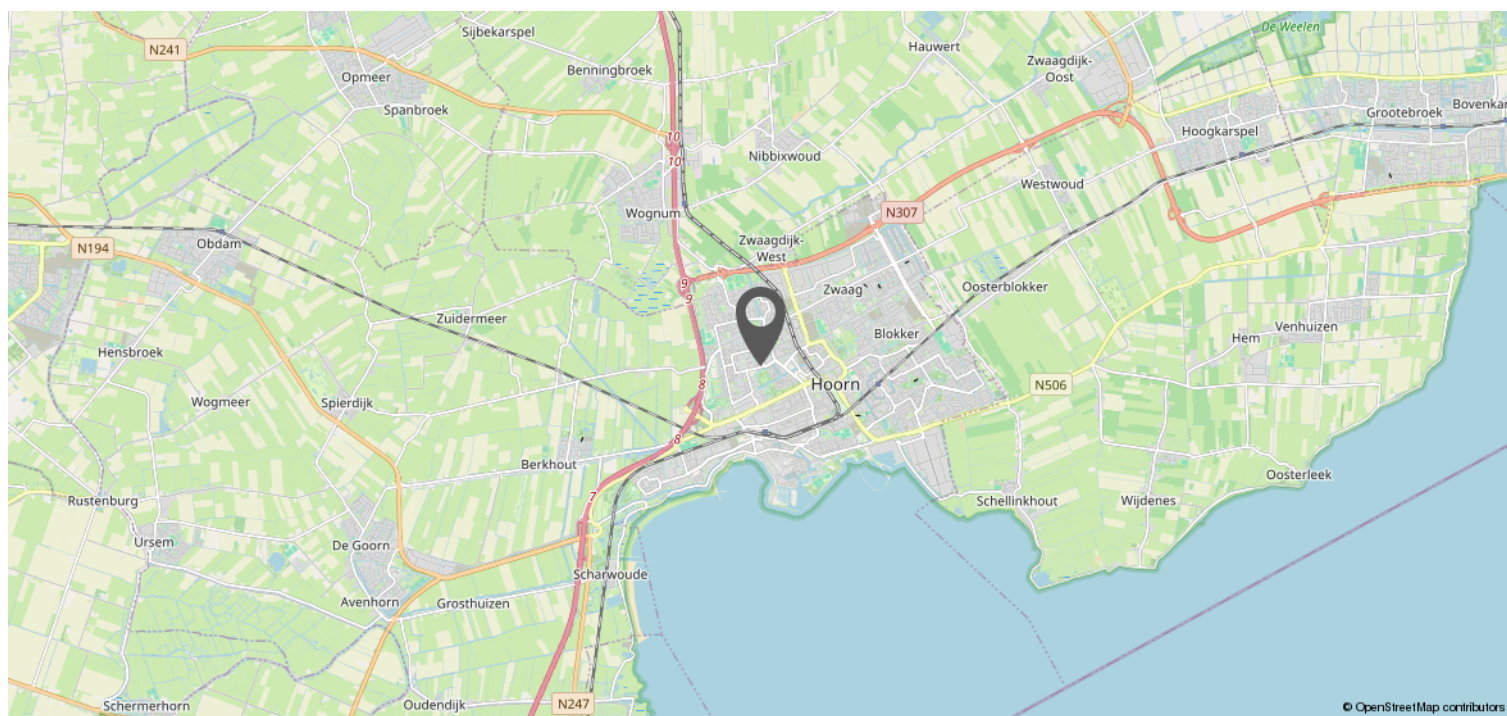 Sijbekarspel
De Weelen
N241
Hauwert
Zwaagdijk-
Oost
Opmeer
Benningbroek
Spanbroek
Grootebroek
Bovenkar
Hoogkarspel
10
10
Nibbixwoud
Westwoud
Wognum
N307
N194
Obdam
Zwaagdijk-
West
9
9
Zwaag
Oosterblokker
Zuidermeer
Blokker
Venhuizen
Hem
Hensbroek
8
Hoorn
N506
Wogmeer
Spierdijk
8
Berkhout
Oosterleek
7
Rustenburg
Schellinkhout
Wijdenes
Ursem
De Goorn
Scharwoude
Avenhorn
Grosthuizen
Schermerhorn
Oudendijk
N247
© OpenStreetMap contributors